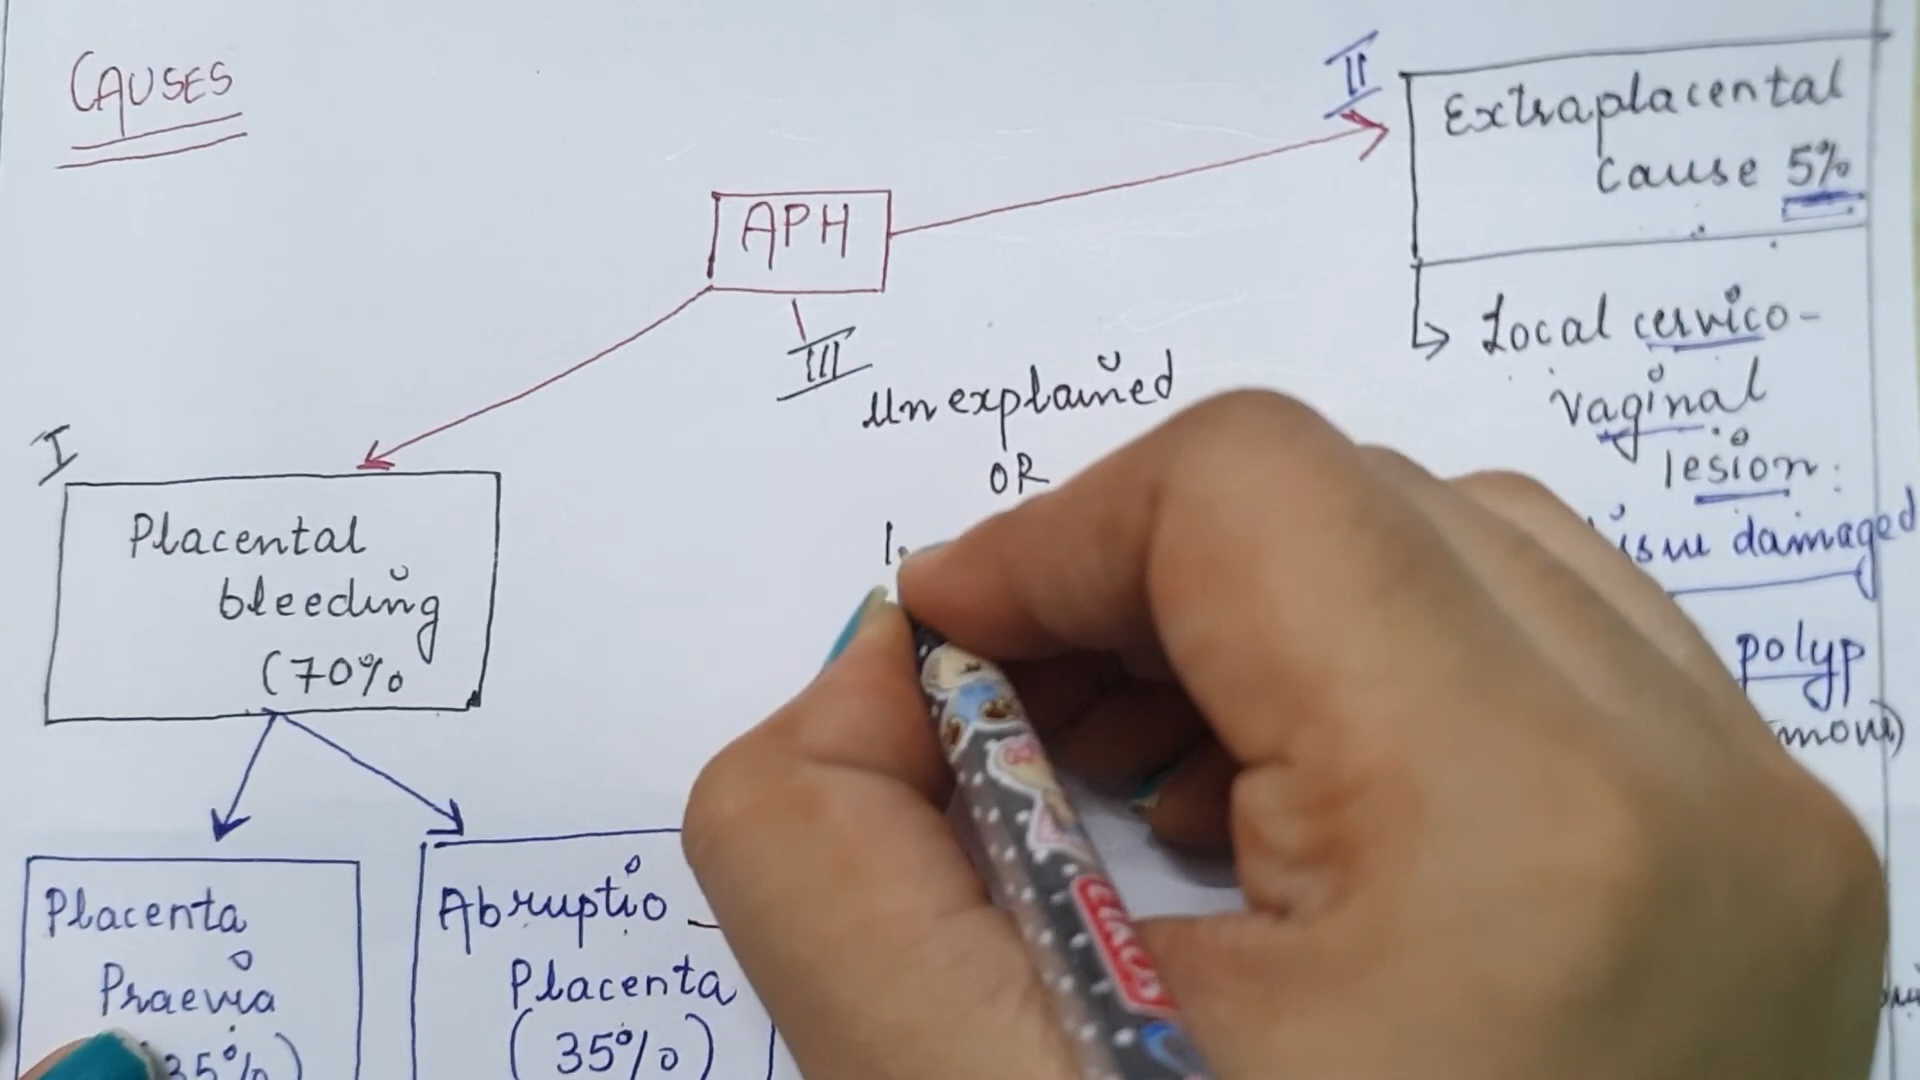 CAUSES
APH
II
Extraplacental
cause 5%
Local cervico-
vaginal
lesion:
damaged
polyp
III
Unexplained
OR
I
Placental
bleeding
(70%
Placenta
Praevia
35%)
Abruptio
Placenta
(35%)